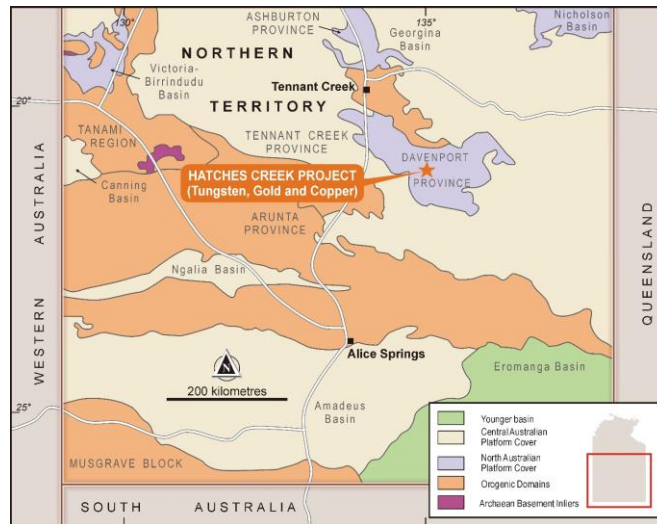 130°
ASHBURTON
PROVINCE
135°
Georgina
Basin
Nicholson
Basin
NORTHERN
TERRITORY
Victoria-
Birrindudu
Basin
Tennant Creek
20°
TANAMI
REGION
TENNANT CREEK
PROVINCE
DAVENPORT
PROVINCE
HATCHES CREEK PROJECT
(Tungsten, Gold and Copper)
Canning
Basin
ARUNTA
PROVINCE
WESTERN AUSTRALIA
QUEENSLAND
Ngalia Basin
Alice Springs
N
200 kilometres
Eromanga Basin
25°
Amadeus
Basin
MUSGRAVE BLOCK
SOUTH AUSTRALIA
Younger basin
Central Australian
Platform Cover
North Australian
Platform Cover
Orogenic Domains
Archaean Basement Inliers